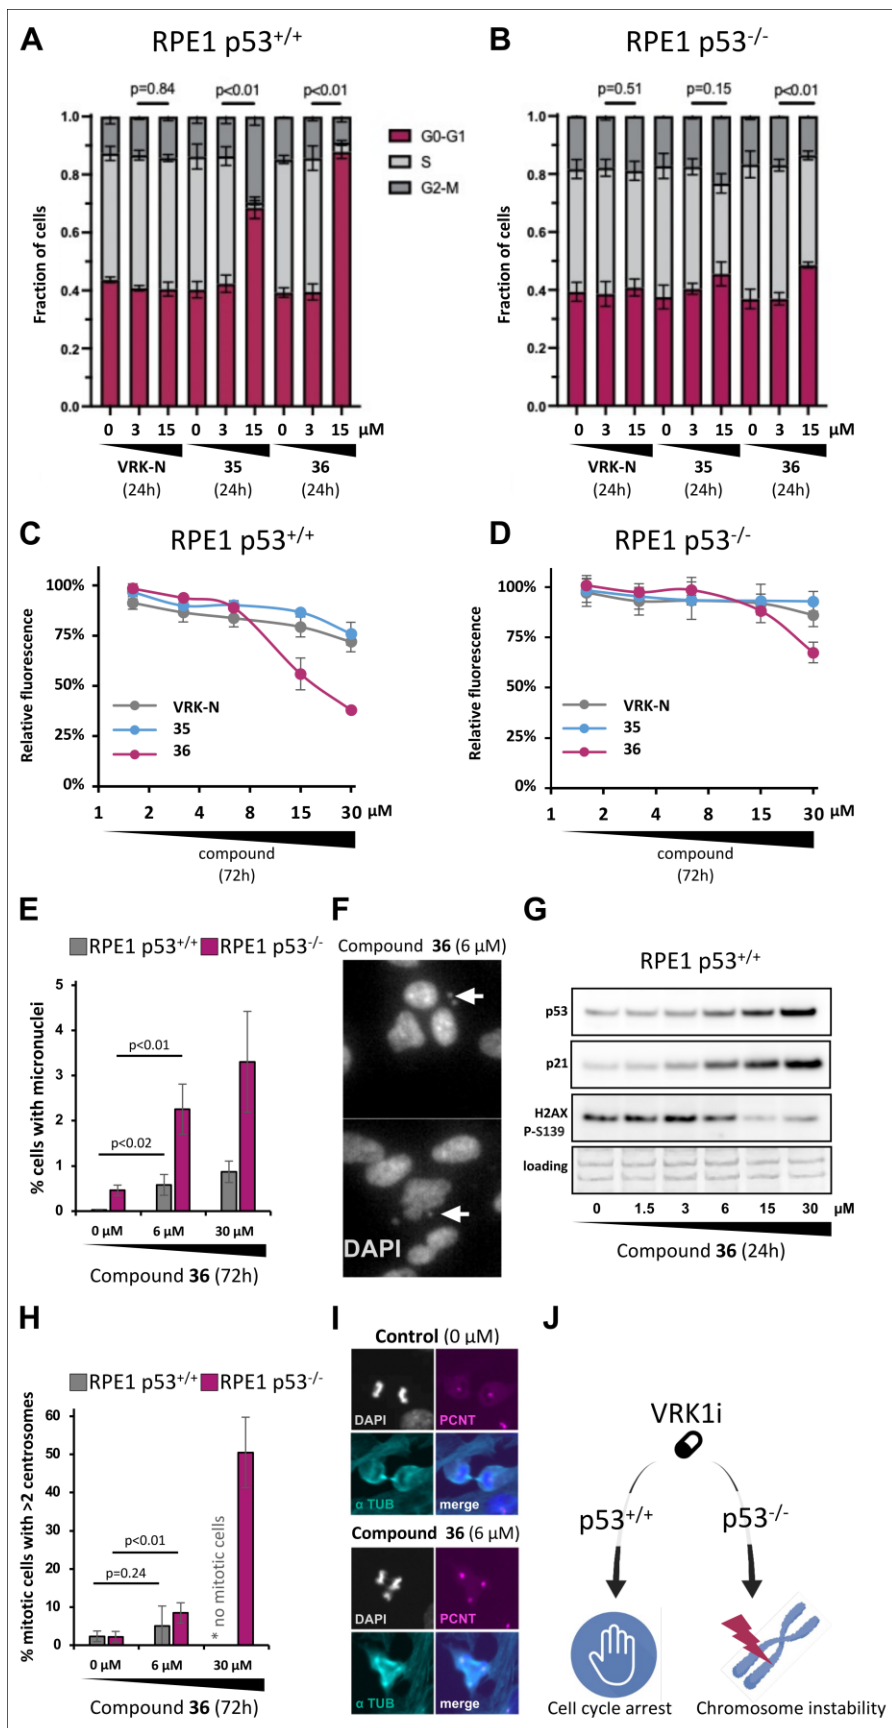 A
RPE1 p53+/+
p=0.84 p<0.01 p<0.01
Fraction of cells
1.0
0.8
0.6
0.4
0.2
0.0
0 3 15 0 3 15 0 3 15 μM
VRK-N 35 36
(24h) (24h) (24h)
G0-G1
S
G2-M
B
RPE1 p53-/-
p=0.51 p=0.15 p<0.01
Fraction of cells
1.0
0.8
0.6
0.4
0.2
0.0
0 3 15 0 3 15 0 3 15
VRK-N 35 36
(24h) (24h) (24h)
C
RPE1 p53+/+
Relative fluorescence
100%
75%
50%
25%
0%
VRK-N
35
36
1 2 4 8 15 30 μM
compound
(72h)
D
RPE1 p53-/-
Relative fluorescence
100%
75%
50%
25%
0%
VRK-N
35
36
1 2 4 8 15 30 μM
compound
(72h)
E
RPE1 p53+/+ RPE1 p53-/-
% cells with micronuclei
5
4
3
2
1
0
p<0.01
p<0.02
0 μM 6 μM 30 μM
Compound 36 (72h)
F
Compound 36 (6 μM)
DAPI
G
RPE1 p53+/+
p53
p21
H2AX
P-S139
loading
0 1.5 3 6 15 30 μM
Compound 36 (24h)
H
RPE1 p53+/+ RPE1 p53-/-
% mitotic cells with >2 centrosomes
60
50
40
30
20
10
0
p<0.01
p=0.24
* no mitotic cells
0 μM 6 μM 30 μM
Compound 36 (72h)
I
Control (0 μM)
DAPI PCNT
α TUB merge
Compound 36 (6 μM)
DAPI PCNT
α TUB merge
J
VRK1i
p53+/+ p53-/-
Cell cycle arrest Chromosome instability